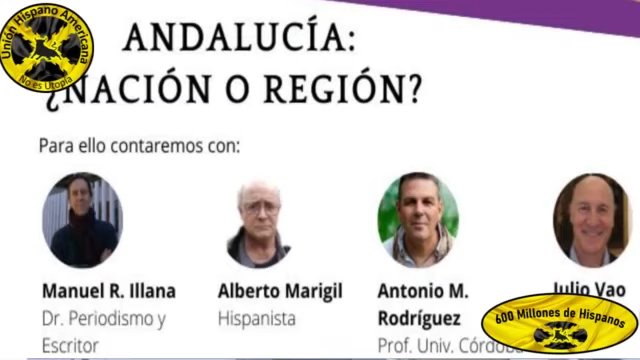 Unión Hispano Americana
No es Utopia
ANDALUCÍA:
¿NACIÓN O REGIÓN?
Para ello contaremos con:
Manuel R. Illana
Dr. Periodismo y
Escritor
Alberto Marigil
Hispanista
Antonio M.
Rodríguez
Prof. Univ. Córdoba
Julio Vao
600 Millones de Hispanos